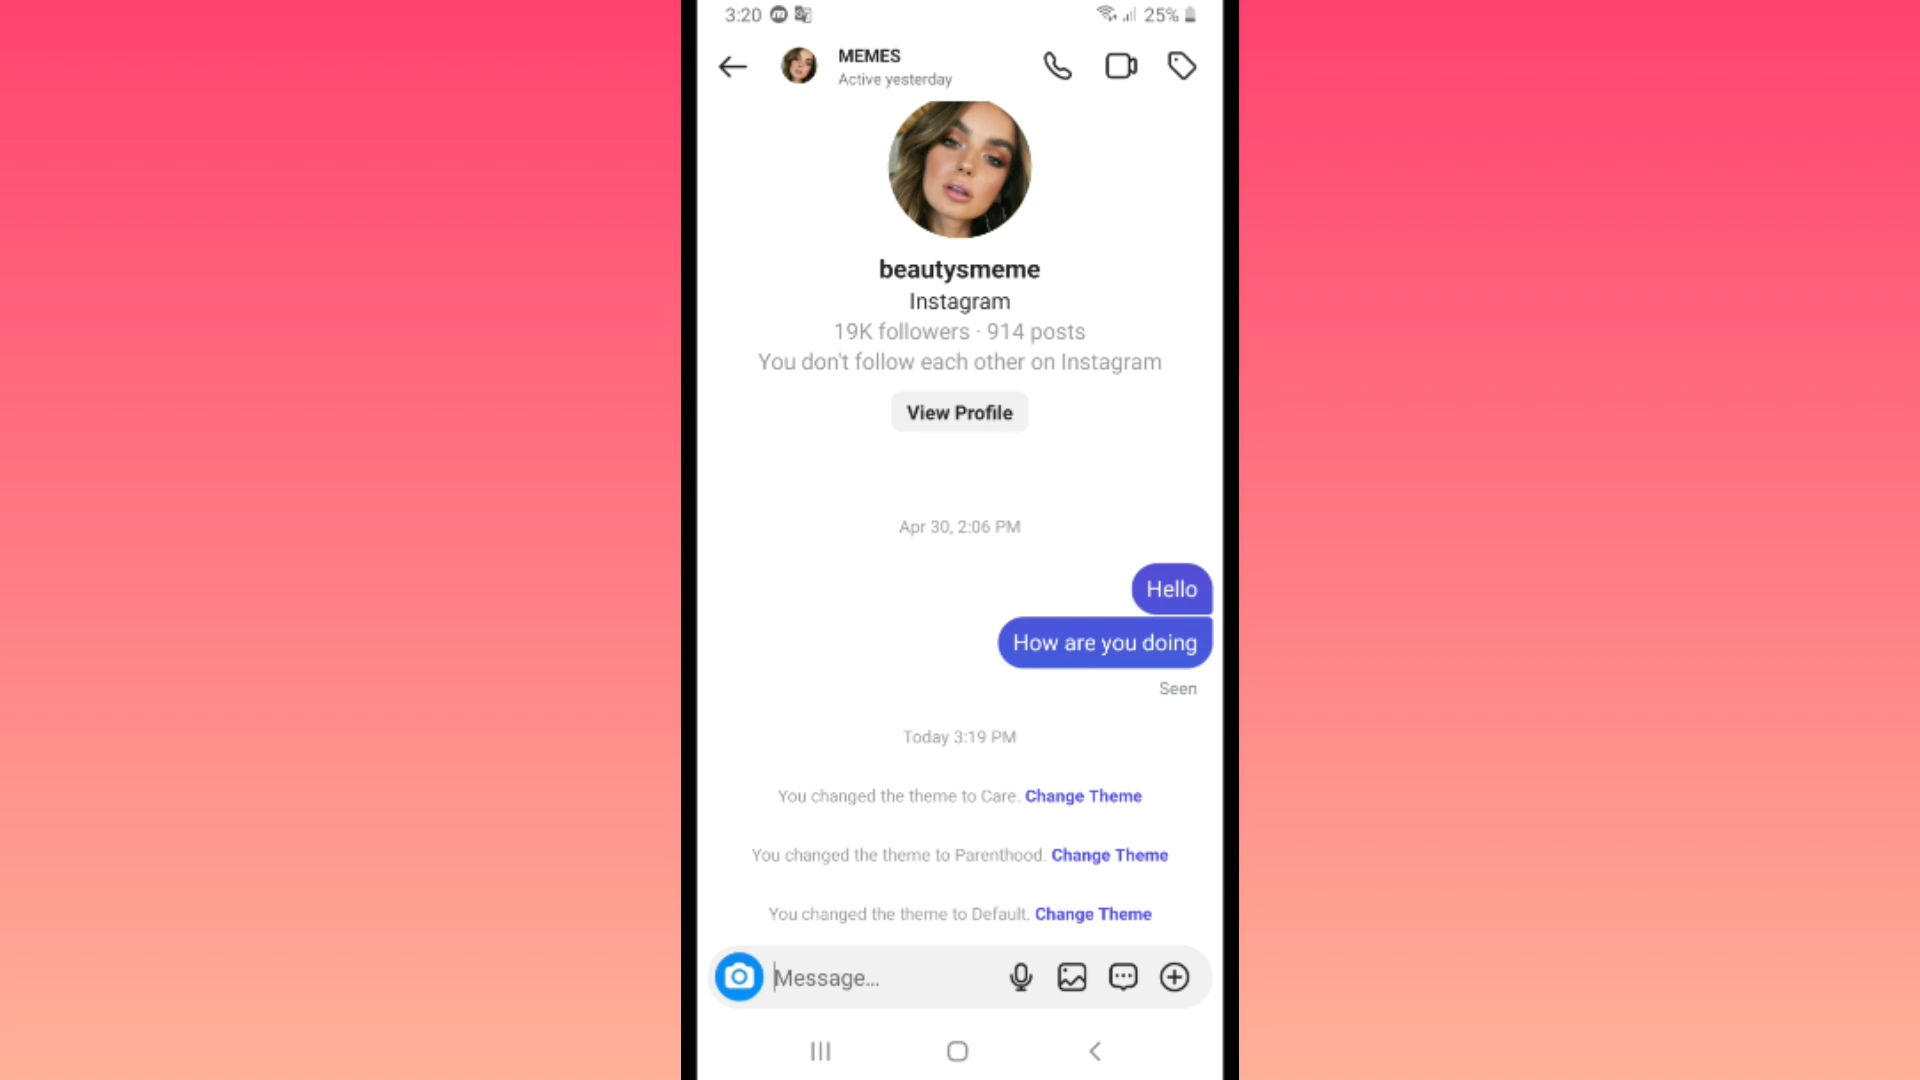 3:20
25%
MEMES
Active yesterday
beautysmeme
Instagram
19K followers · 914 posts
You don't follow each other on Instagram
View Profile
Apr 30, 2:06 PM
Hello
How are you doing
Seen
Today 3:19 PM
You changed the theme to Care. Change Theme
You changed the theme to Parenthood. Change Theme
You changed the theme to Default. Change Theme
Message...